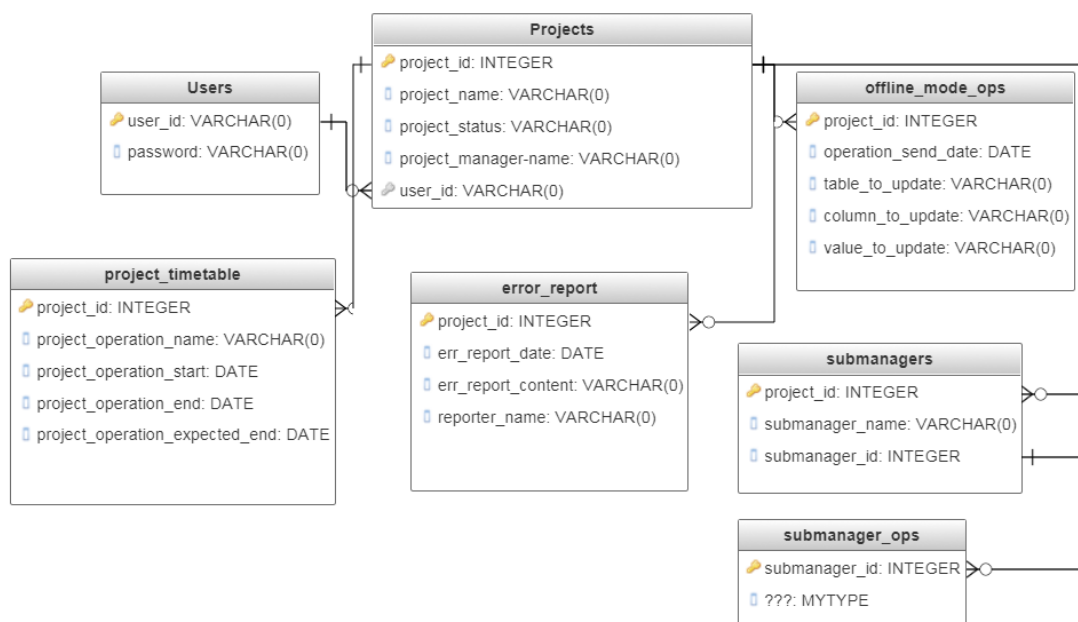 Projects
project_id: INTEGER
project_name: VARCHAR(0)
project_status: VARCHAR(0)
project_manager-name: VARCHAR(0)
user_id: VARCHAR(0)
Users
user_id: VARCHAR(0)
password: VARCHAR(0)
offline_mode_ops
project_id: INTEGER
operation_send_date: DATE
table_to_update: VARCHAR(0)
column_to_update: VARCHAR(0)
value_to_update: VARCHAR(0)
project_timetable
project_id: INTEGER
project_operation_name: VARCHAR(0)
project_operation_start: DATE
project_operation_end: DATE
project_operation_expected_end: DATE
error_report
project_id: INTEGER
err_report_date: DATE
err_report_content: VARCHAR(0)
reporter_name: VARCHAR(0)
submanagers
project_id: INTEGER
submanager_name: VARCHAR(0)
submanager_id: INTEGER
submanager_ops
submanager_id: INTEGER
???: MYTYPE